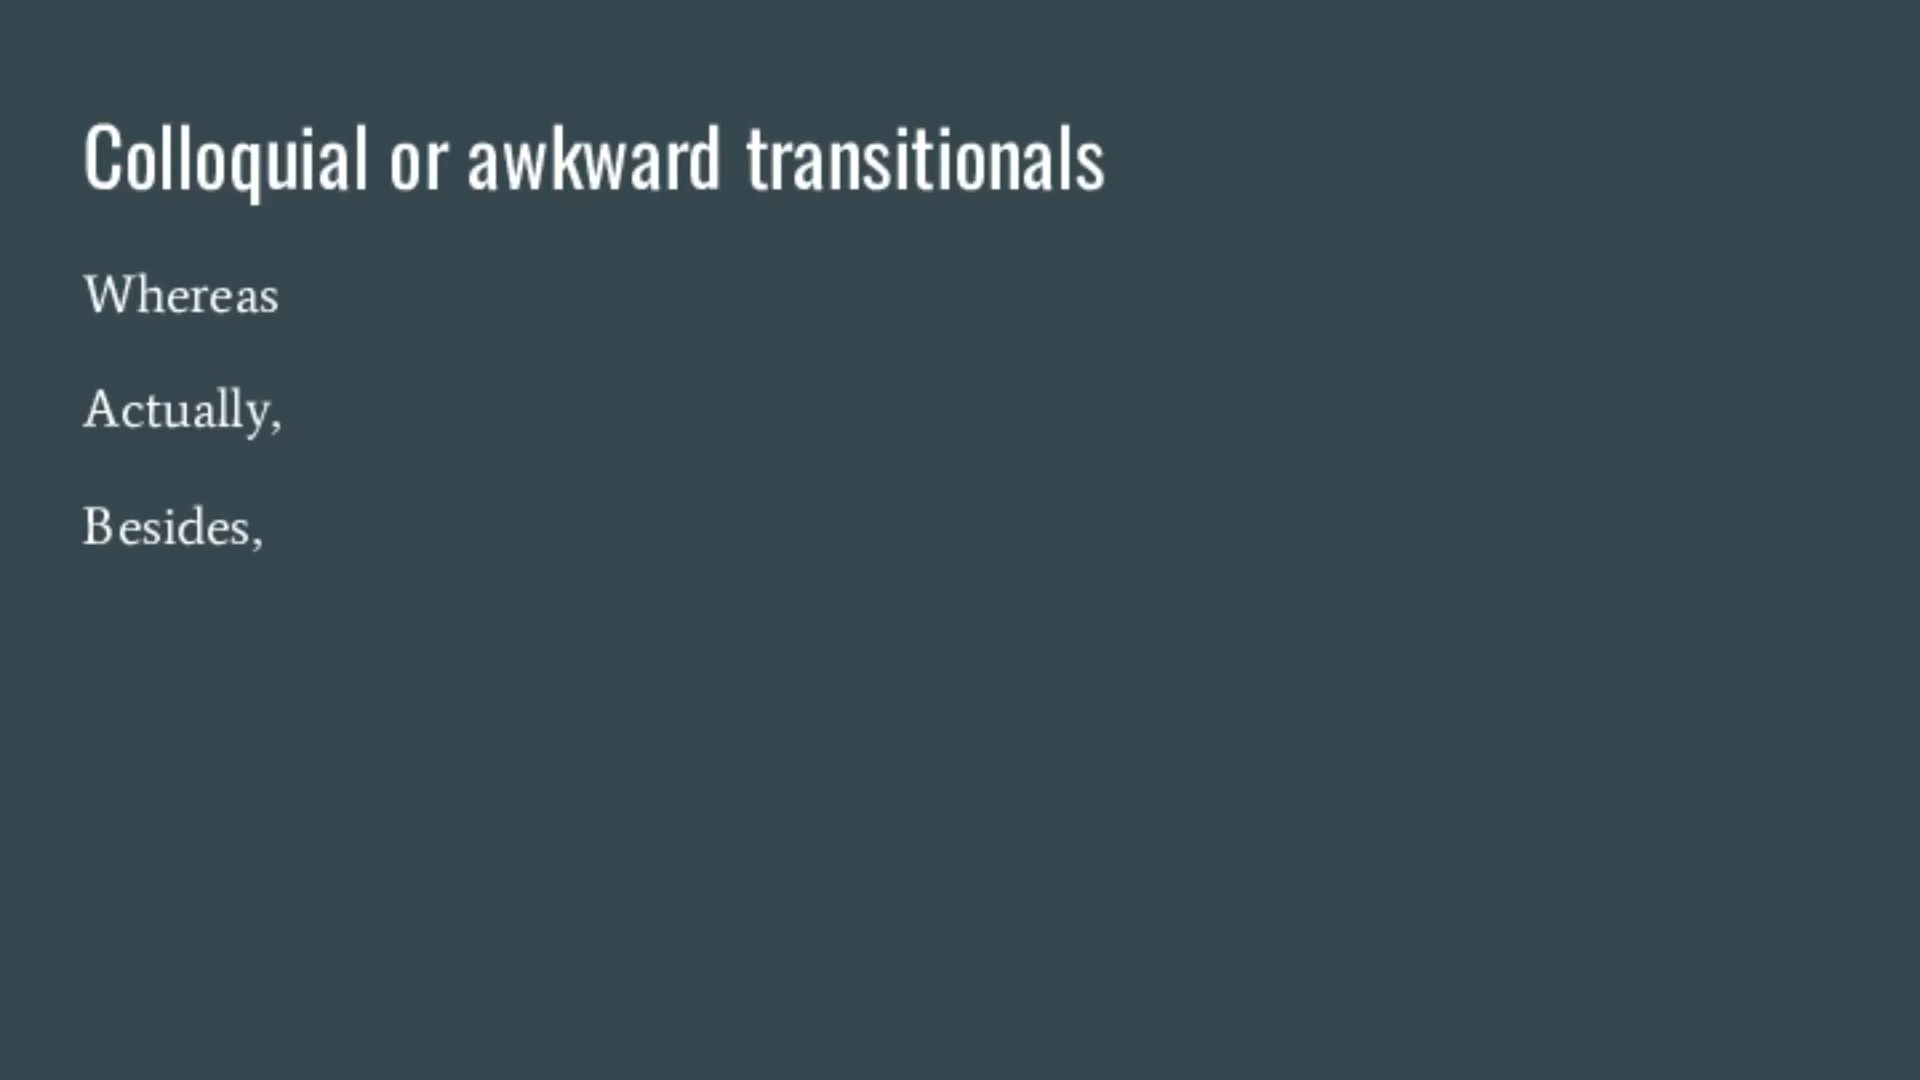 Colloquial or awkward transitionals
Whereas
Actually,
Besides,